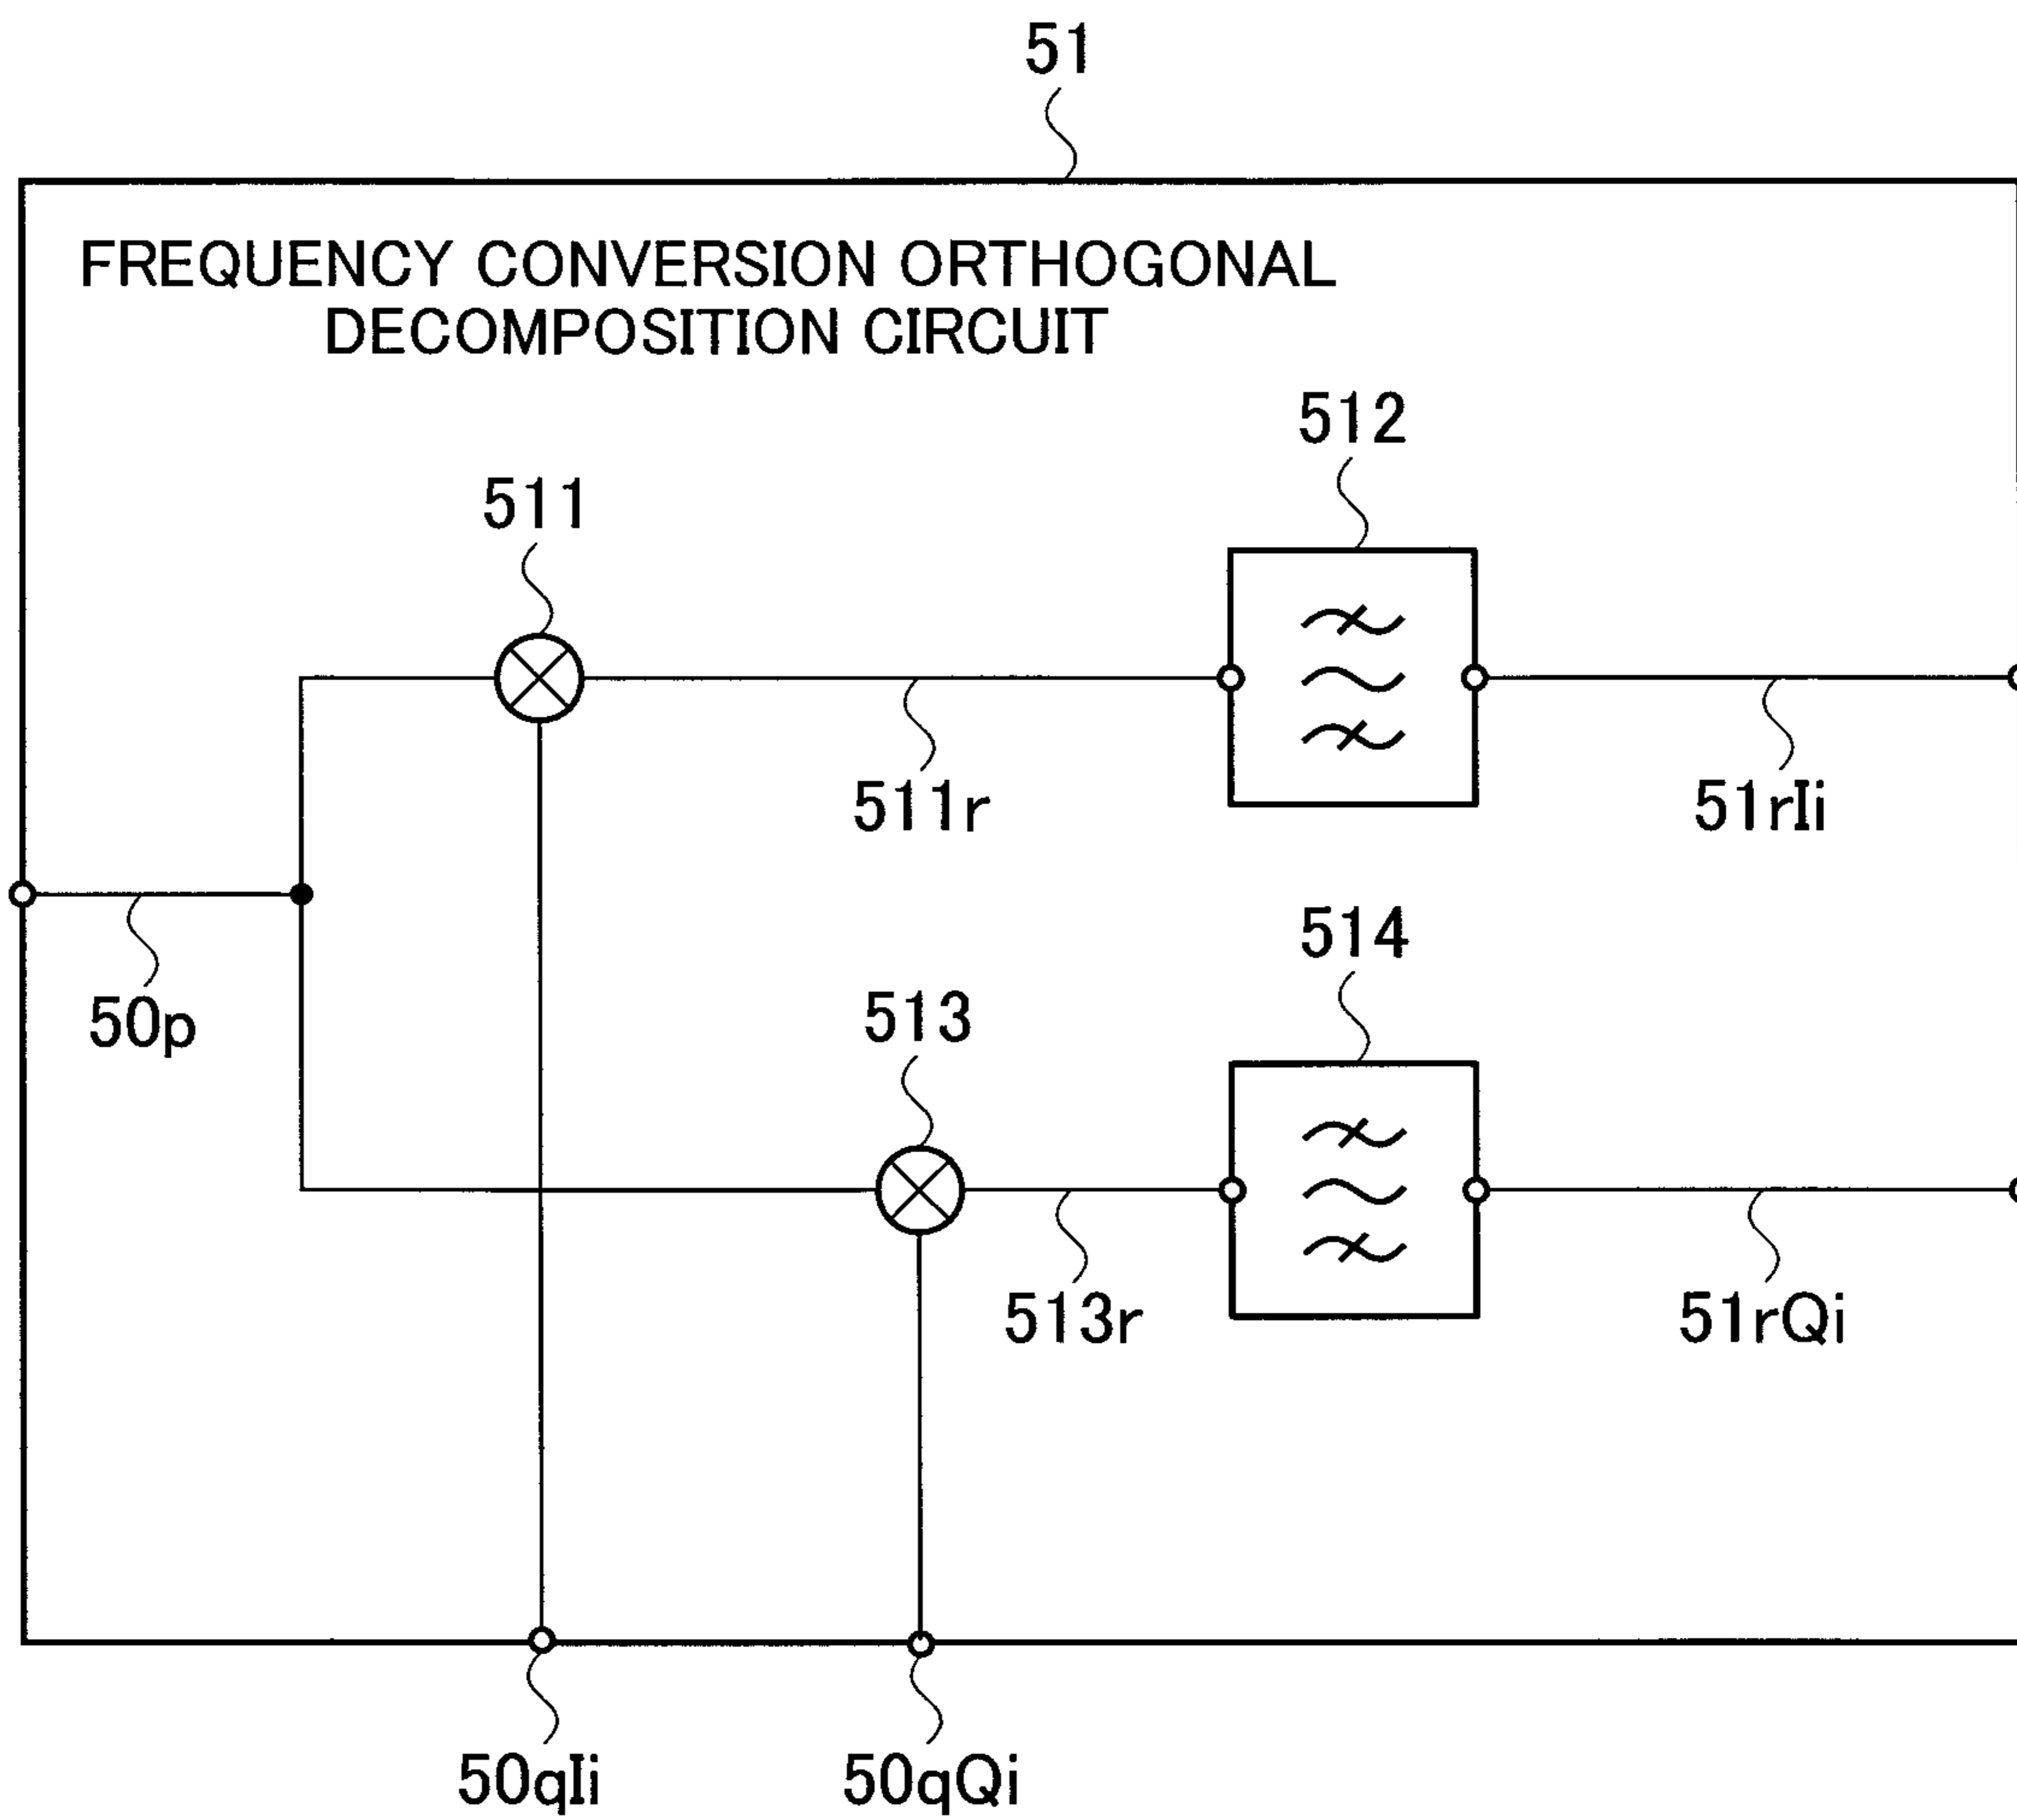 51
FREQUENCY CONVERSION ORTHOGONAL
DECOMPOSITION CIRCUIT
512
511
511r
51rIi
50p
514
513
513r
51rQi
50qIi
50qQi